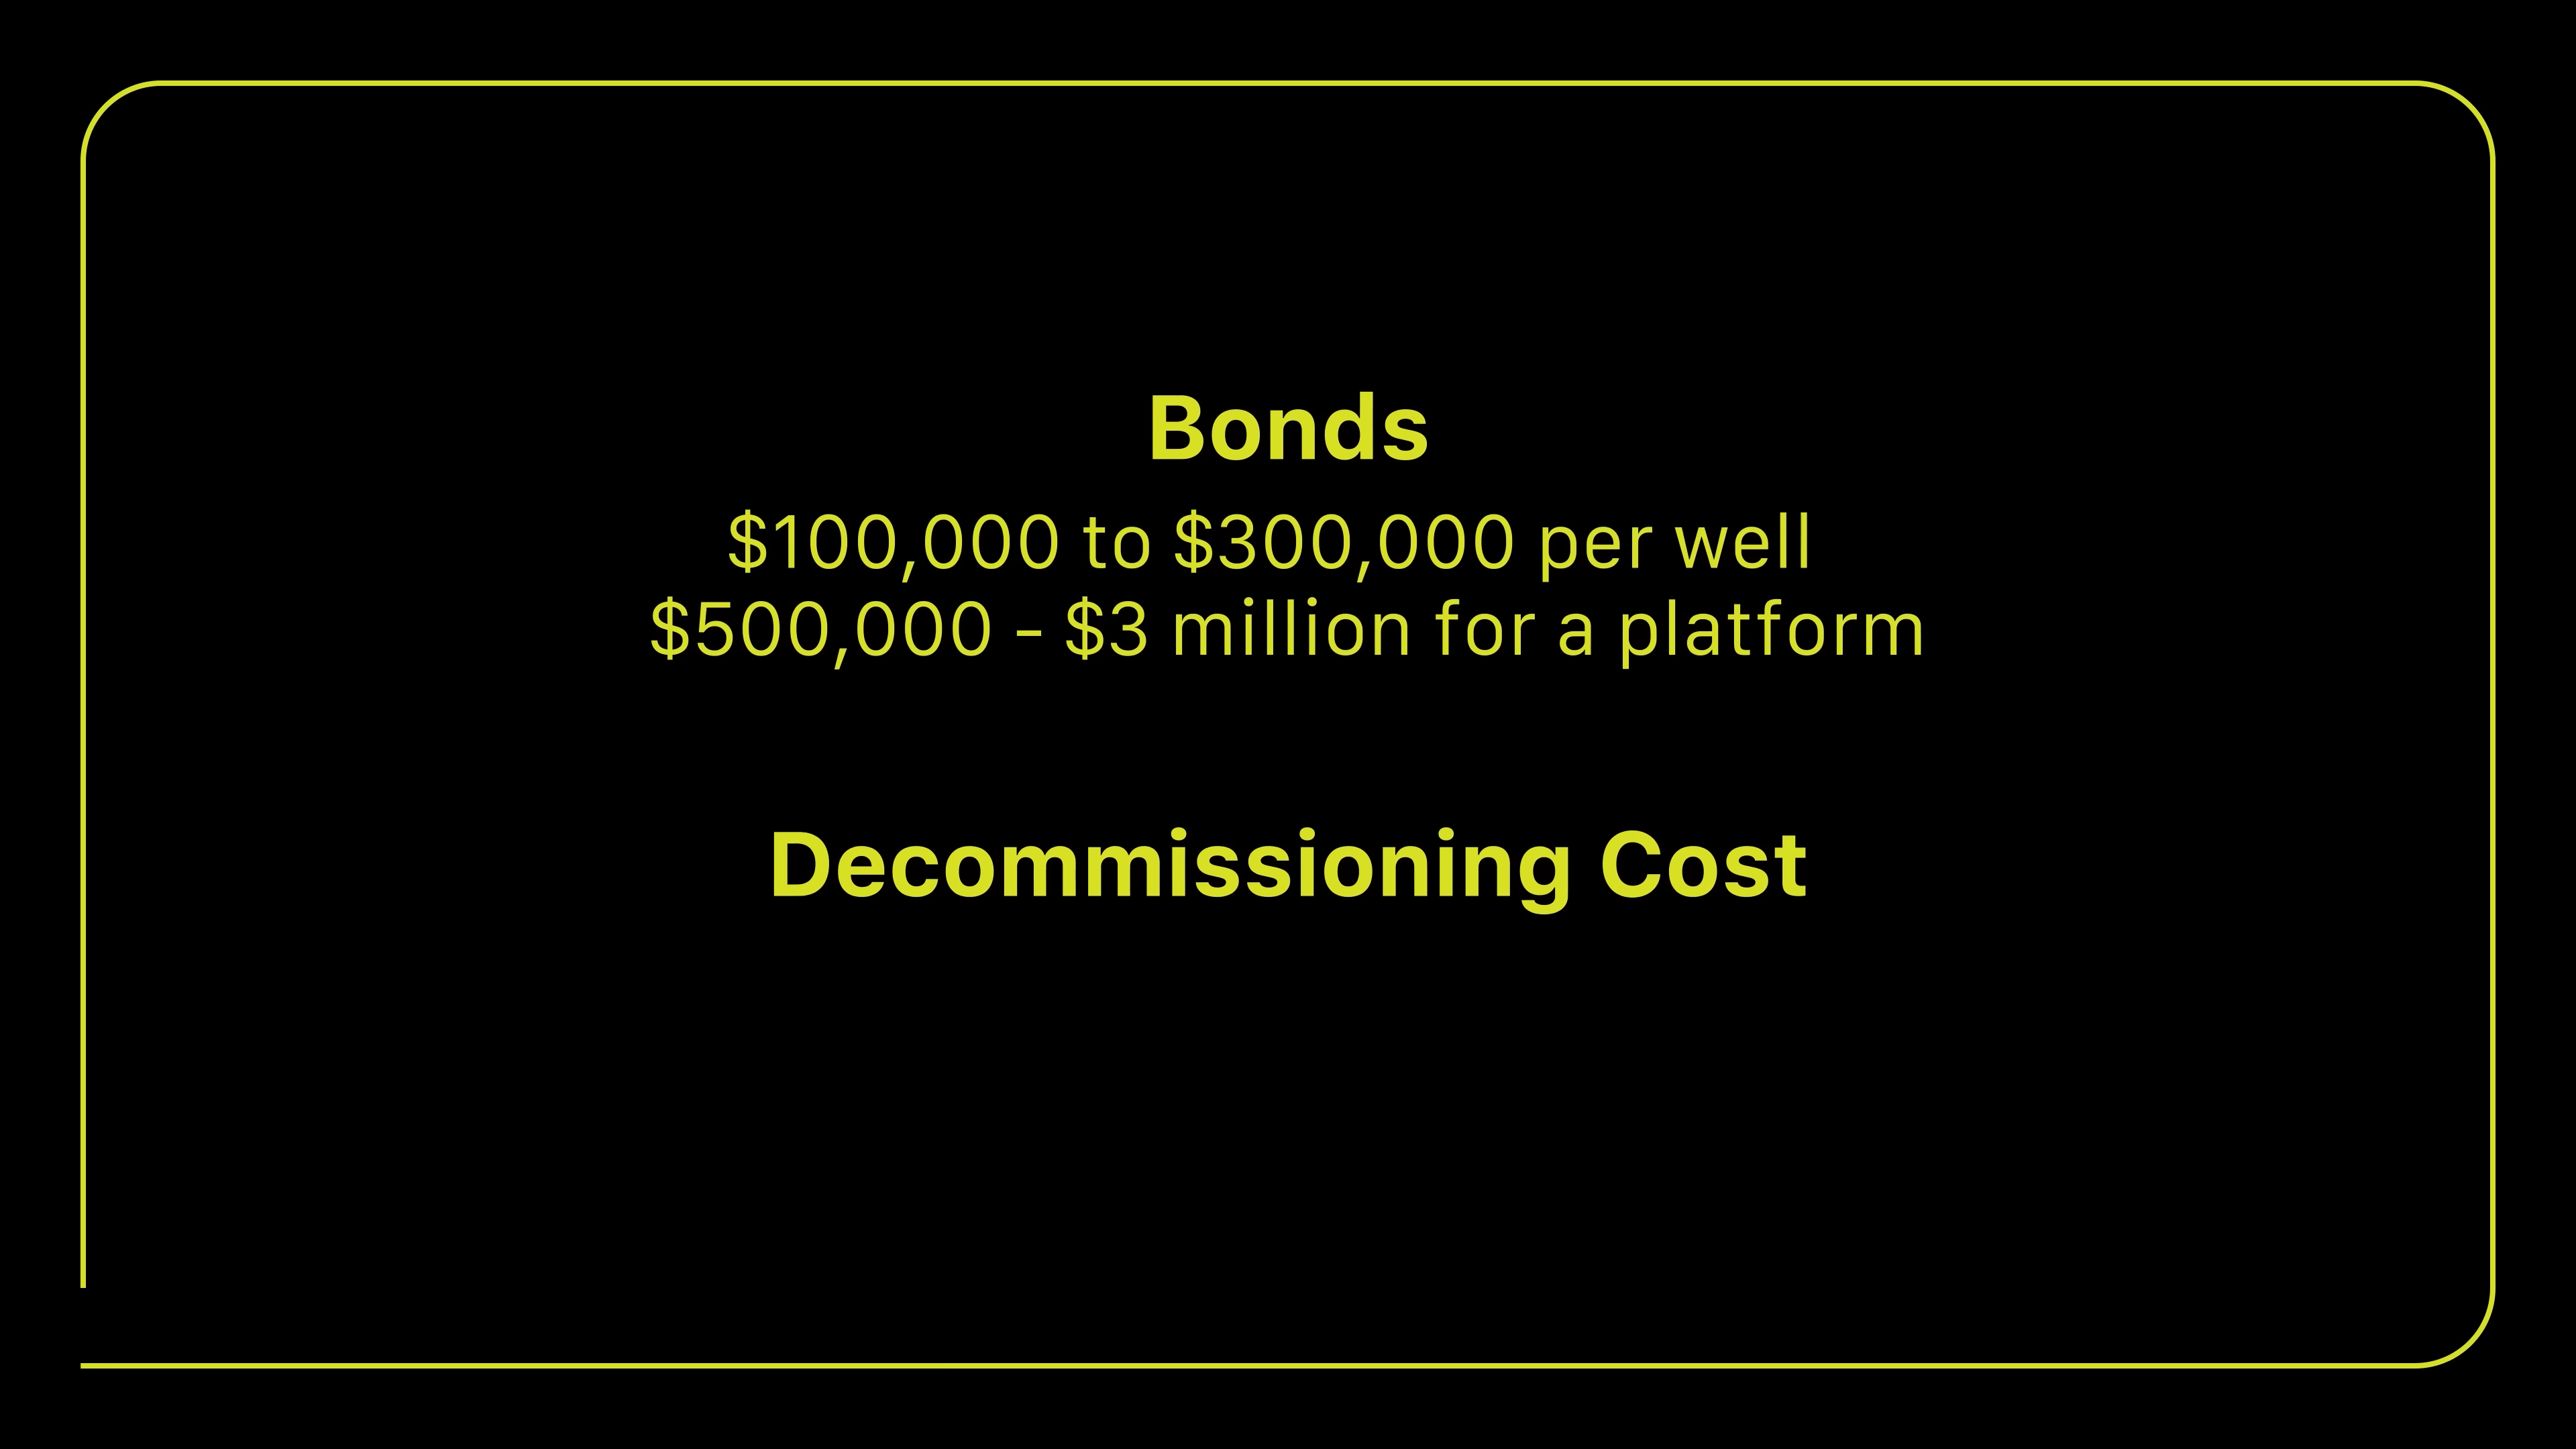 Bonds
$100,000 to $300,000 per well
$500,000 - $3 million for a platform
Decommissioning Cost